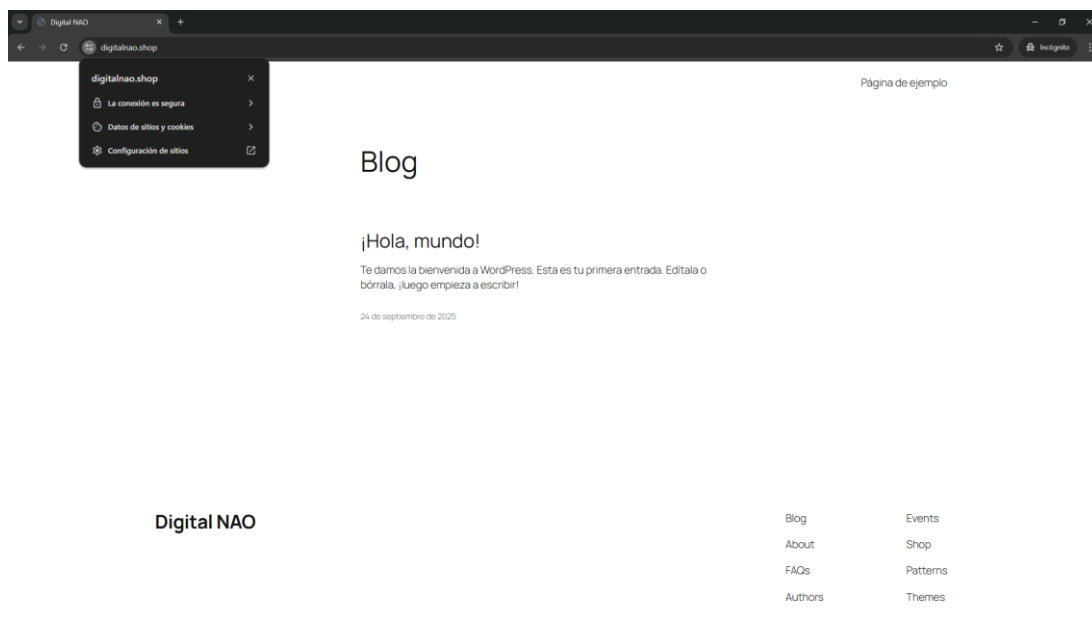 Digital NAO
digitalnao.shop
Incógnito
digitalnao.shop
La conexión es segura
Datos de sitios y cookies
Configuración de sitios
Página de ejemplo
Blog
¡Hola, mundo!
Te damos la bienvenida a WordPress. Esta es tu primera entrada. Edítala o
bórrala, ¡luego empieza a escribir!
24 de septiembre de 2025
Digital NAO
Blog Events
About Shop
FAQs Patterns
Authors Themes